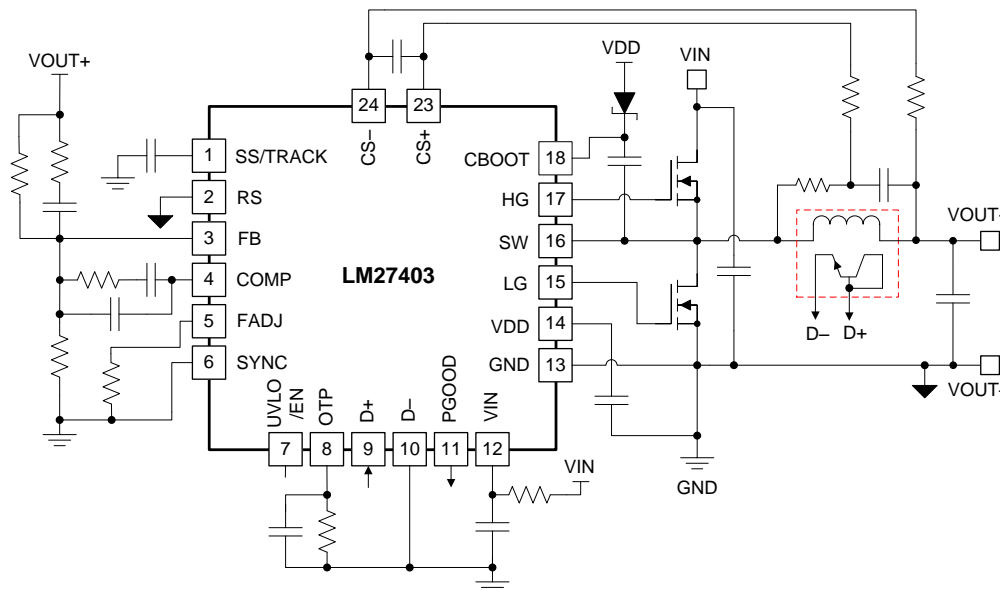 VOUT+
VDD
VIN
24
23
CS–
CS+
1
SS/TRACK
2
RS
3
FB
4
COMP
5
FADJ
6
SYNC
LM27403
CBOOT
18
HG
17
SW
16
LG
15
VDD
14
GND
13
UVLO
/EN
OTP
D+
D–
PGOOD
VIN
7
8
9
10
11
12
VIN
GND
D–
D+
VOUT+
VOUT-